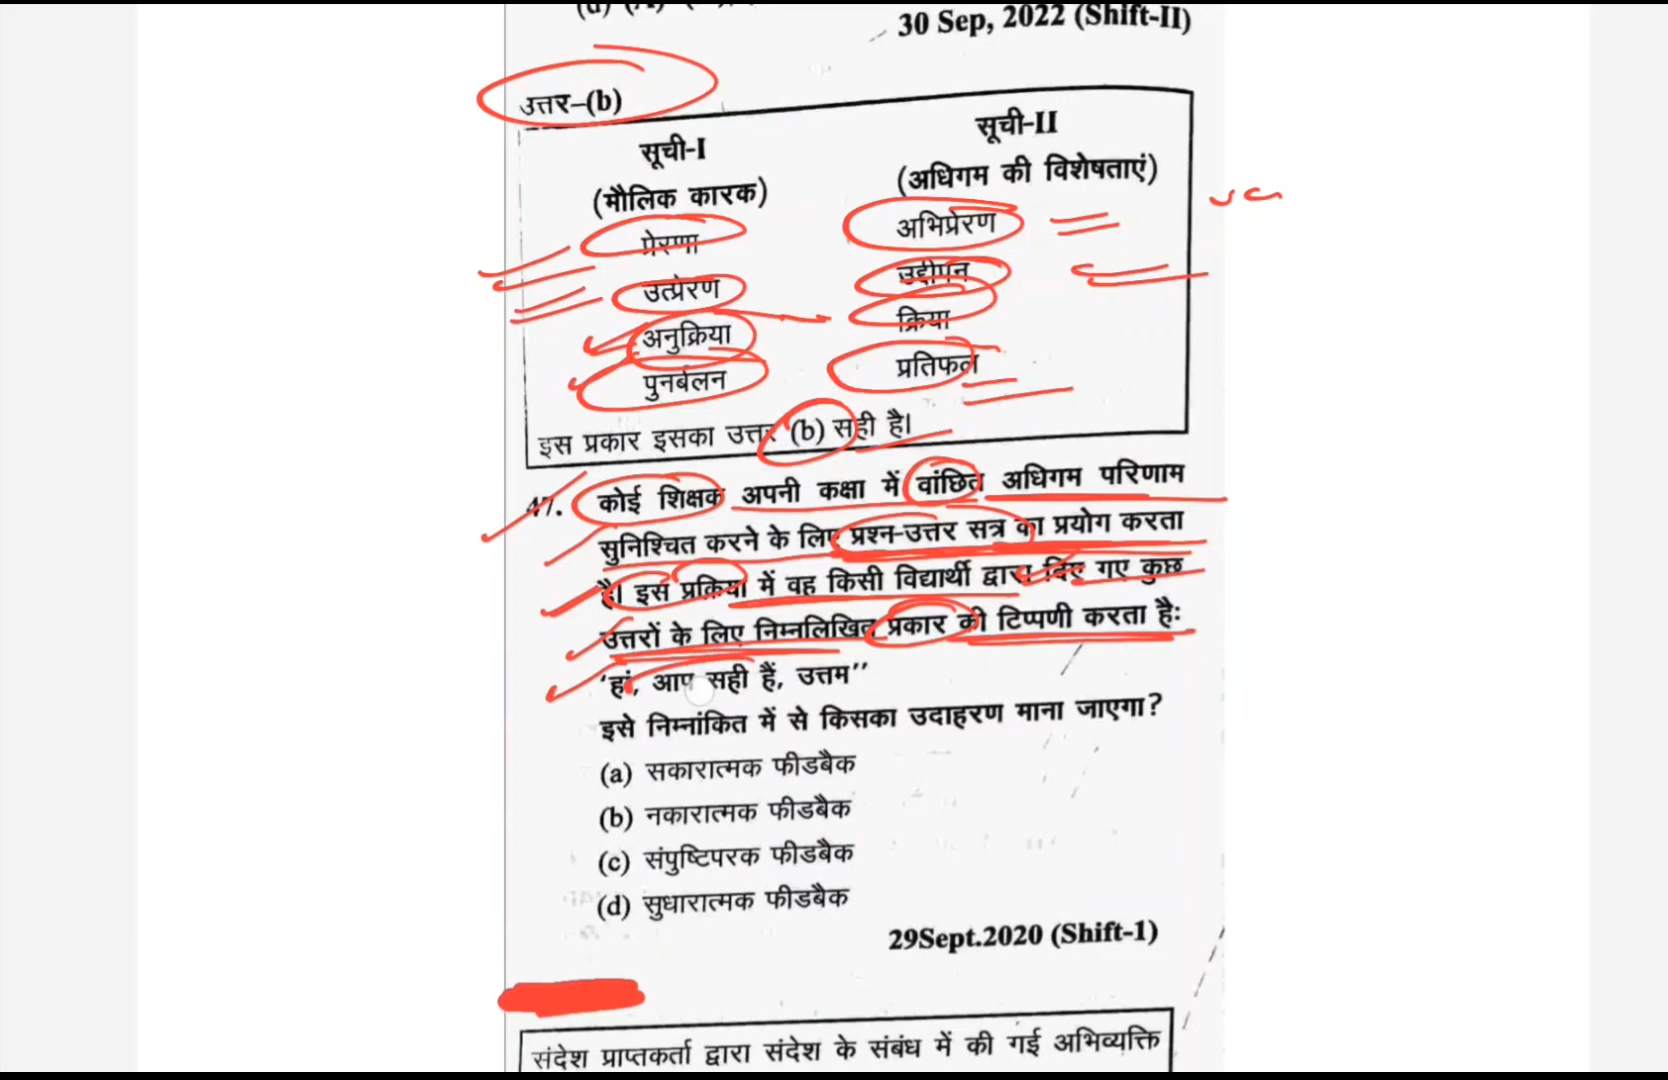 30 Sep, 2022 (Shift-II)
उत्तर–(b)
सूची-I सूची-II
(मौलिक कारक) (अधिगम की विशेषताएं)
प्रेरणा अभिप्रेरण
उत्प्रेरण उद्दीपन
अनुक्रिया क्रिया
पुनर्बलन प्रतिफल
इस प्रकार इसका उत्तर (b) सही है।
47. कोई शिक्षक अपनी कक्षा में वांछित अधिगम परिणाम
सुनिश्चित करने के लिए प्रश्न-उत्तर सत्र का प्रयोग करता
है। इस प्रक्रिया में वह किसी विद्यार्थी द्वारा दिए गए कुछ
उत्तरों के लिए निम्नलिखित प्रकार की टिप्पणी करता है:
‘हां, आप सही हैं, उत्तम’’
इसे निम्नांकित में से किसका उदाहरण माना जाएगा?
(a) सकारात्मक फीडबैक
(b) नकारात्मक फीडबैक
(c) संपुष्टिपरक फीडबैक
(d) सुधारात्मक फीडबैक
29Sept.2020 (Shift-1)
संदेश प्राप्तकर्ता द्वारा संदेश के संबंध में की गई अभिव्यक्ति